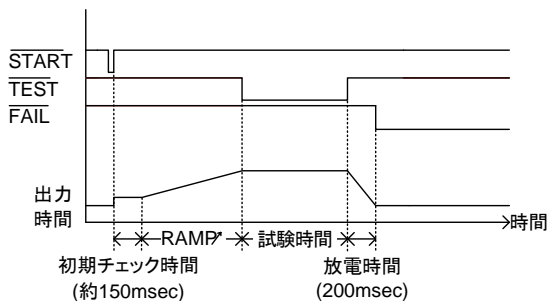 START
TEST
FAIL
出力
時間
時間
RAMP↗
試験時間
初期チェック時間
(約150msec)
放電時間
(200msec)